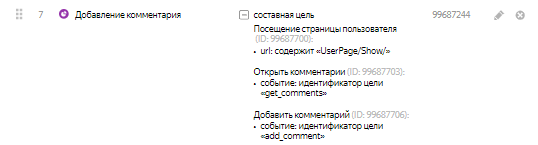 7 Добавление комментария составная цель 99687244
Посещение страницы пользователя
(ID: 99687700):
• url: содержит «UserPage/Show/»
Открыть комментарии (ID: 99687703):
• событие: идентификатор цели
«get_comments»
Добавить комментарий (ID: 99687706):
• событие: идентификатор цели
«add_comment»